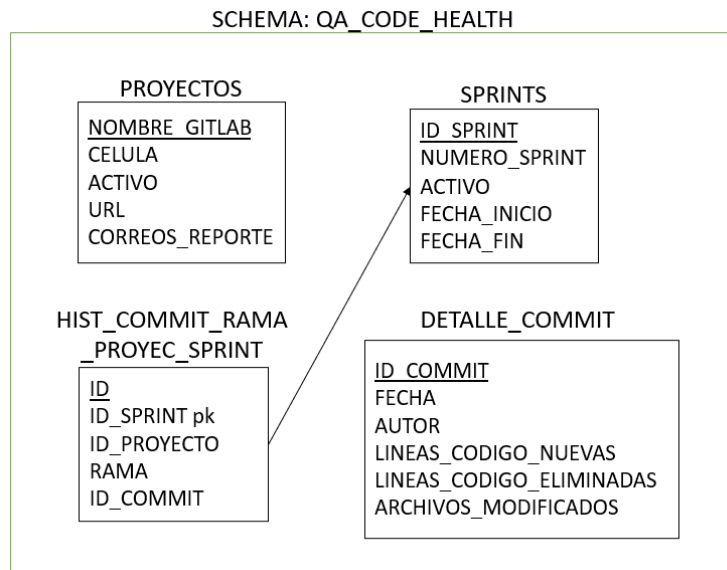 SCHEMA: QA_CODE_HEALTH
PROYECTOS
NOMBRE_GITLAB
CELULA
ACTIVO
URL
CORREOS_REPORTE
SPRINTS
ID_SPRINT
NUMERO_SPRINT
ACTIVO
FECHA_INICIO
FECHA_FIN
HIST_COMMIT_RAMA
_PROYEC_SPRINT
ID
ID_SPRINT pk
ID_PROYECTO
RAMA
ID_COMMIT
DETALLE_COMMIT
ID_COMMIT
FECHA
AUTOR
LINEAS_CODIGO_NUEVAS
LINEAS_CODIGO_ELIMINADAS
ARCHIVOS_MODIFICADOS